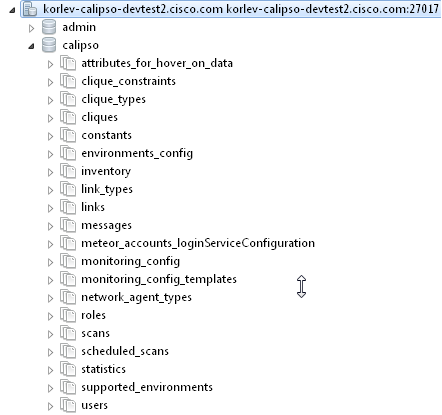 korlev-calipso-devtest2.cisco.com korlev-calipso-devtest2.cisco.com:27017
admin
calipso
attributes_for_hover_on_data
clique_constraints
clique_types
cliques
constants
environments_config
inventory
link_types
links
messages
meteor_accounts_loginServiceConfiguration
monitoring_config
monitoring_config_templates
network_agent_types
roles
scans
scheduled_scans
statistics
supported_environments
users